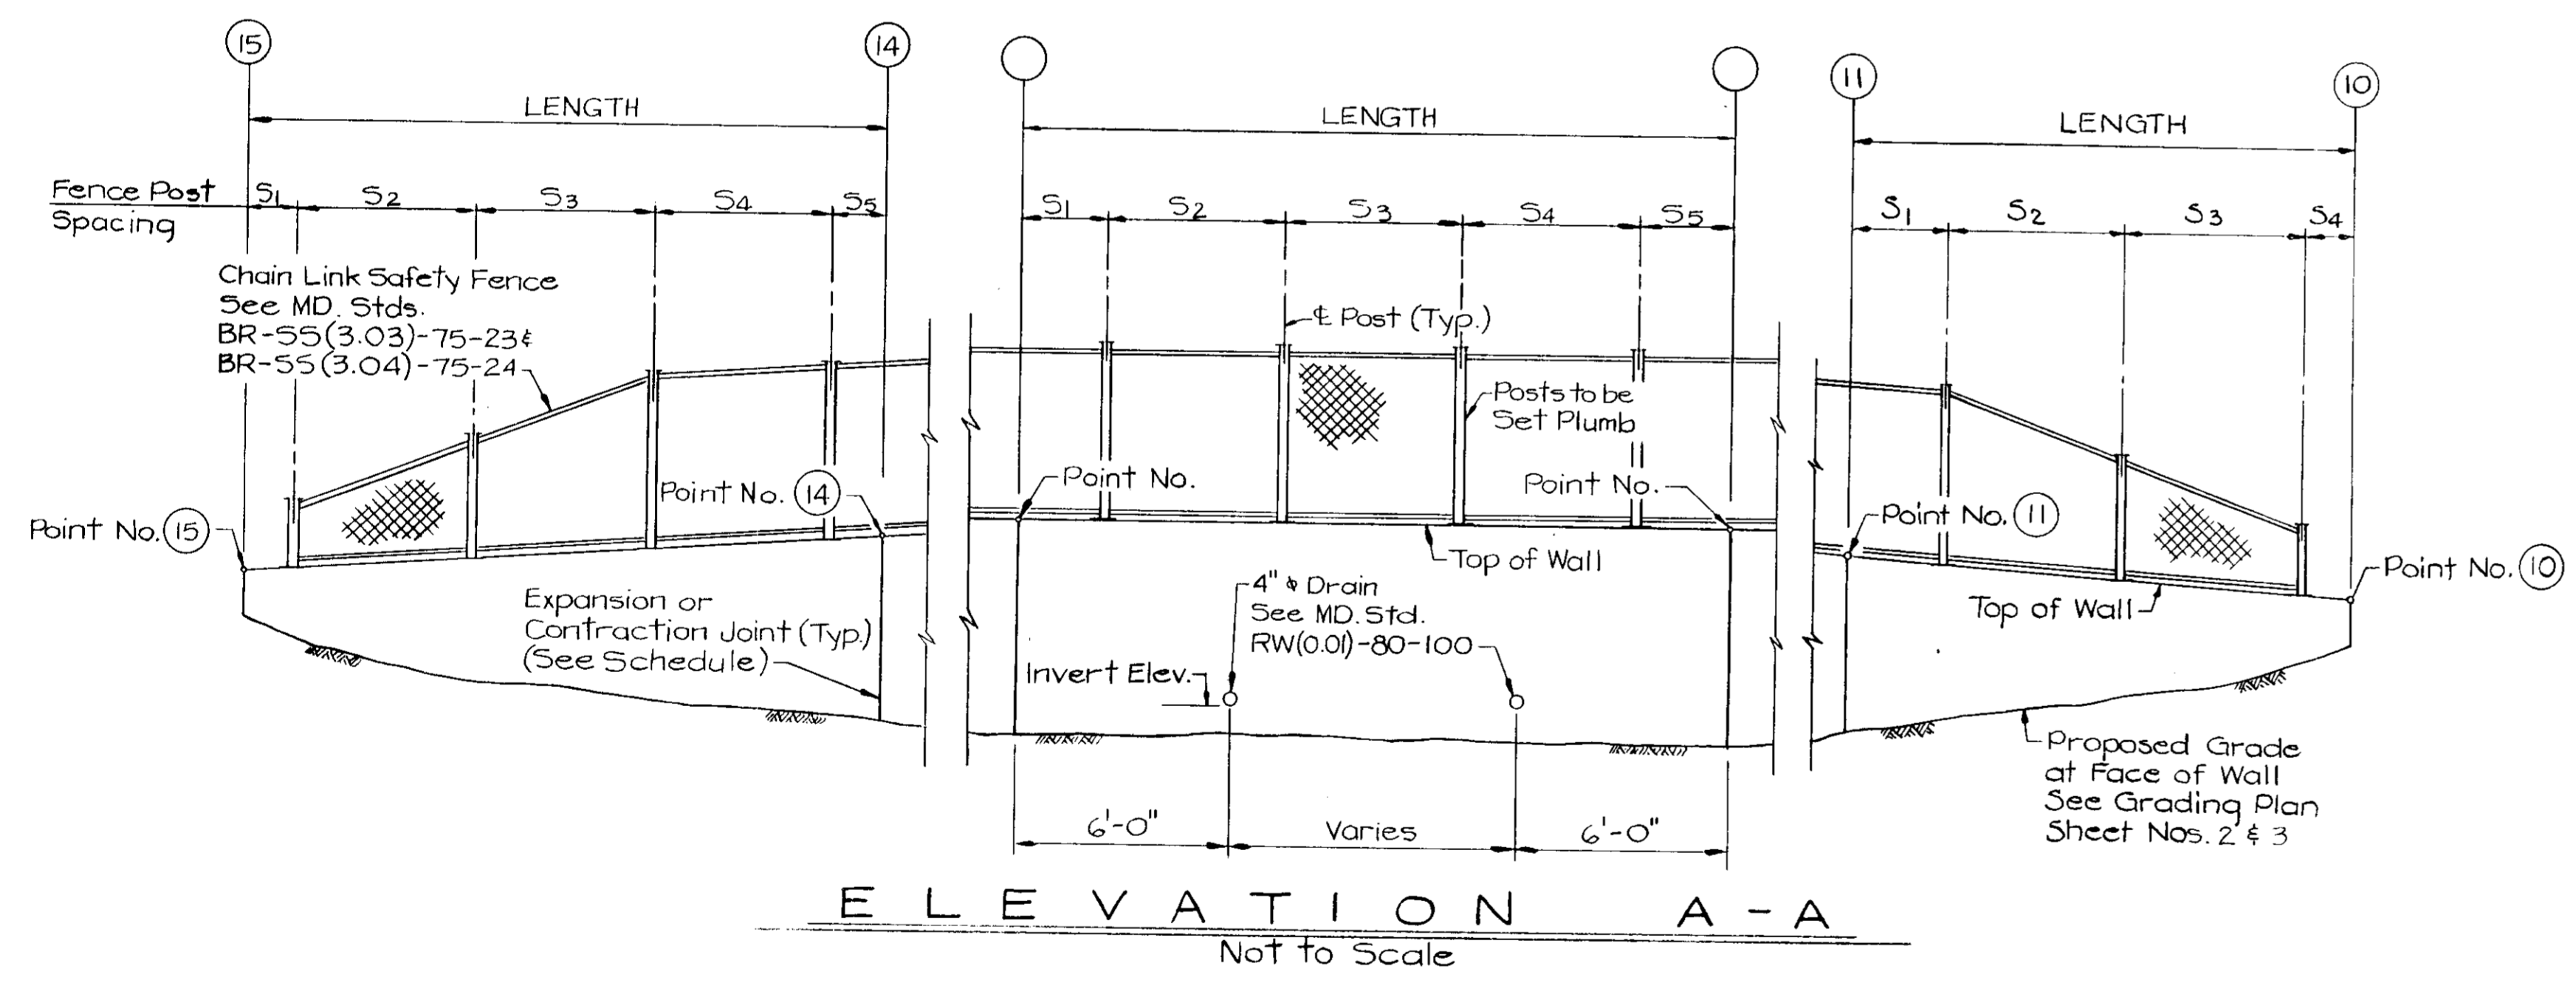 15
14
11
10
LENGTH
LENGTH
LENGTH
Fence Post
Spacing
S1
S2
S3
S4
S5
S1
S2
S3
S4
S5
S1
S2
S3
S4
Chain Link Safety Fence
See MD. Stds.
BR-SS(3.03)-75-23&
BR-SS(3.04)-75-24
℄ Post (Typ.)
Posts to be
Set Plumb
Point No. 15
Point No. 14
Point No.
Point No.
Point No. 11
Point No. 10
Top of Wall
Top of Wall
Expansion or
Contraction Joint (Typ.)
(See Schedule)
4" ϕ Drain
See MD. Std.
RW(0.01)-80-100
Invert Elev.
Proposed Grade
at Face of Wall
See Grading Plan
Sheet Nos. 2 & 3
6'-0"
Varies
6'-0"
ELEVATION A-A
Not to Scale